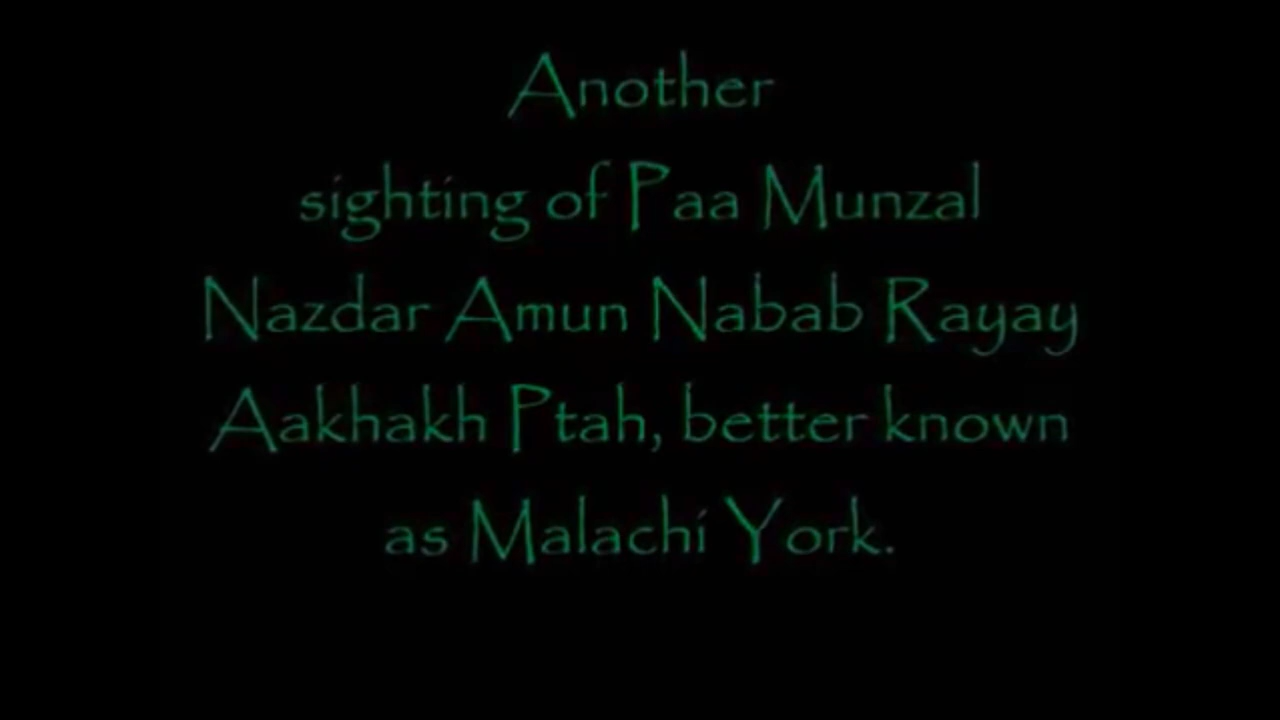 Another
sighting of Paa Munzal
Nazdar Amun Nabab Rayay
Aakhakh Ptah, better known
as Malachi York.